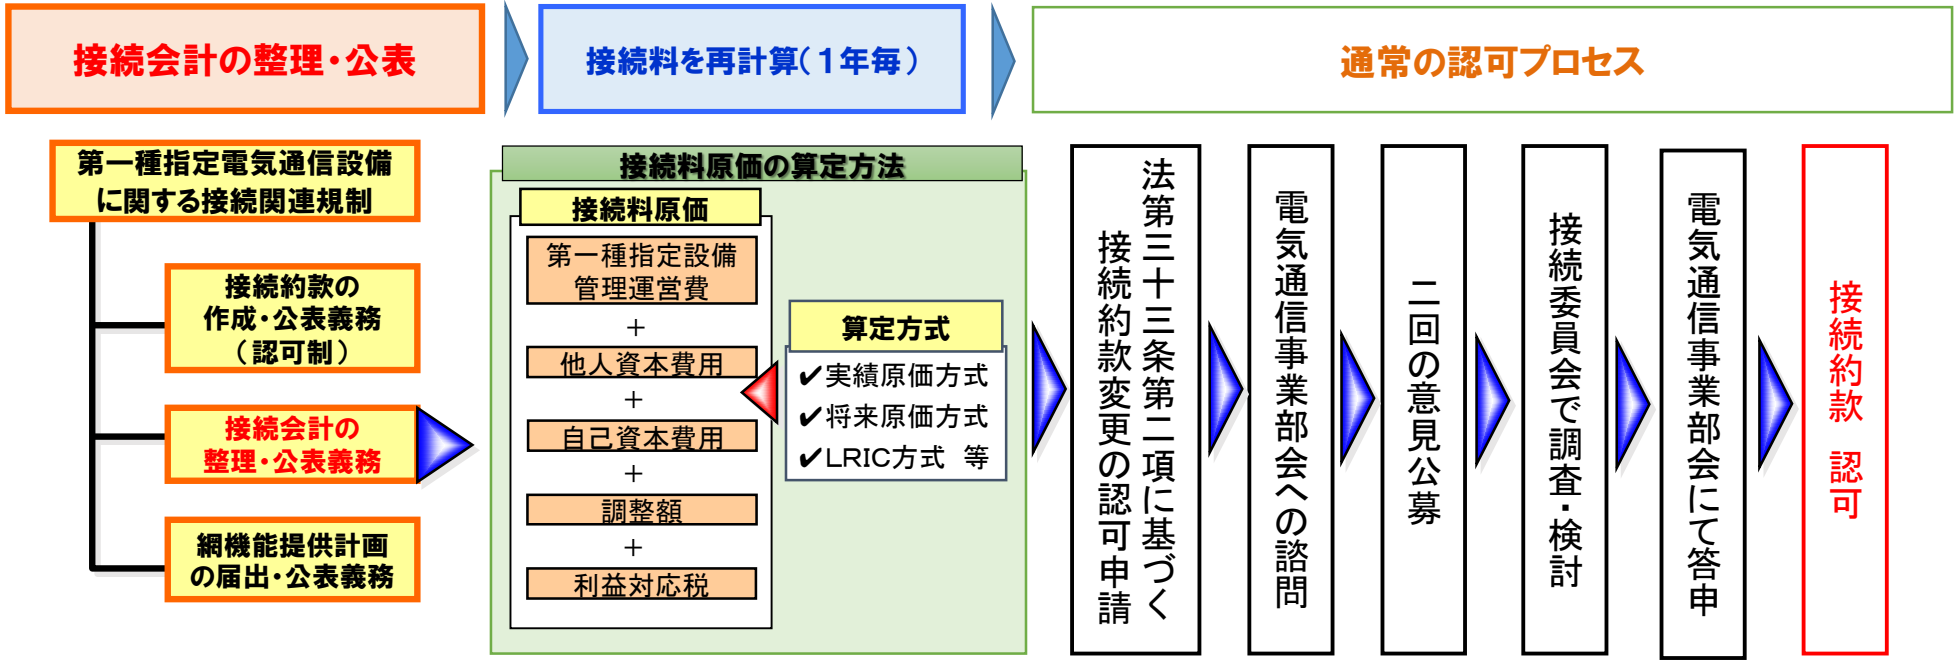 接続会計の整理・公表
接続料を再計算(1年毎)
通常の認可プロセス
第一種指定電気通信設備
に関する接続関連規制
接続約款の
作成・公表義務
(認可制)
接続会計の
整理・公表義務
網機能提供計画
の届出・公表義務
接続料原価の算定方法
接続料原価
第一種指定設備
管理運営費
+
他人資本費用
+
自己資本費用
+
調整額
+
利益対応税
算定方式
✔実績原価方式
✔将来原価方式
✔LRIC方式 等
法第三十三条第二項に基づく
接続約款変更の認可申請
電気通信事業部会への諮問
二回の意見公募
接続委員会で調査・検討
電気通信事業部会にて答申
接続約款 認可